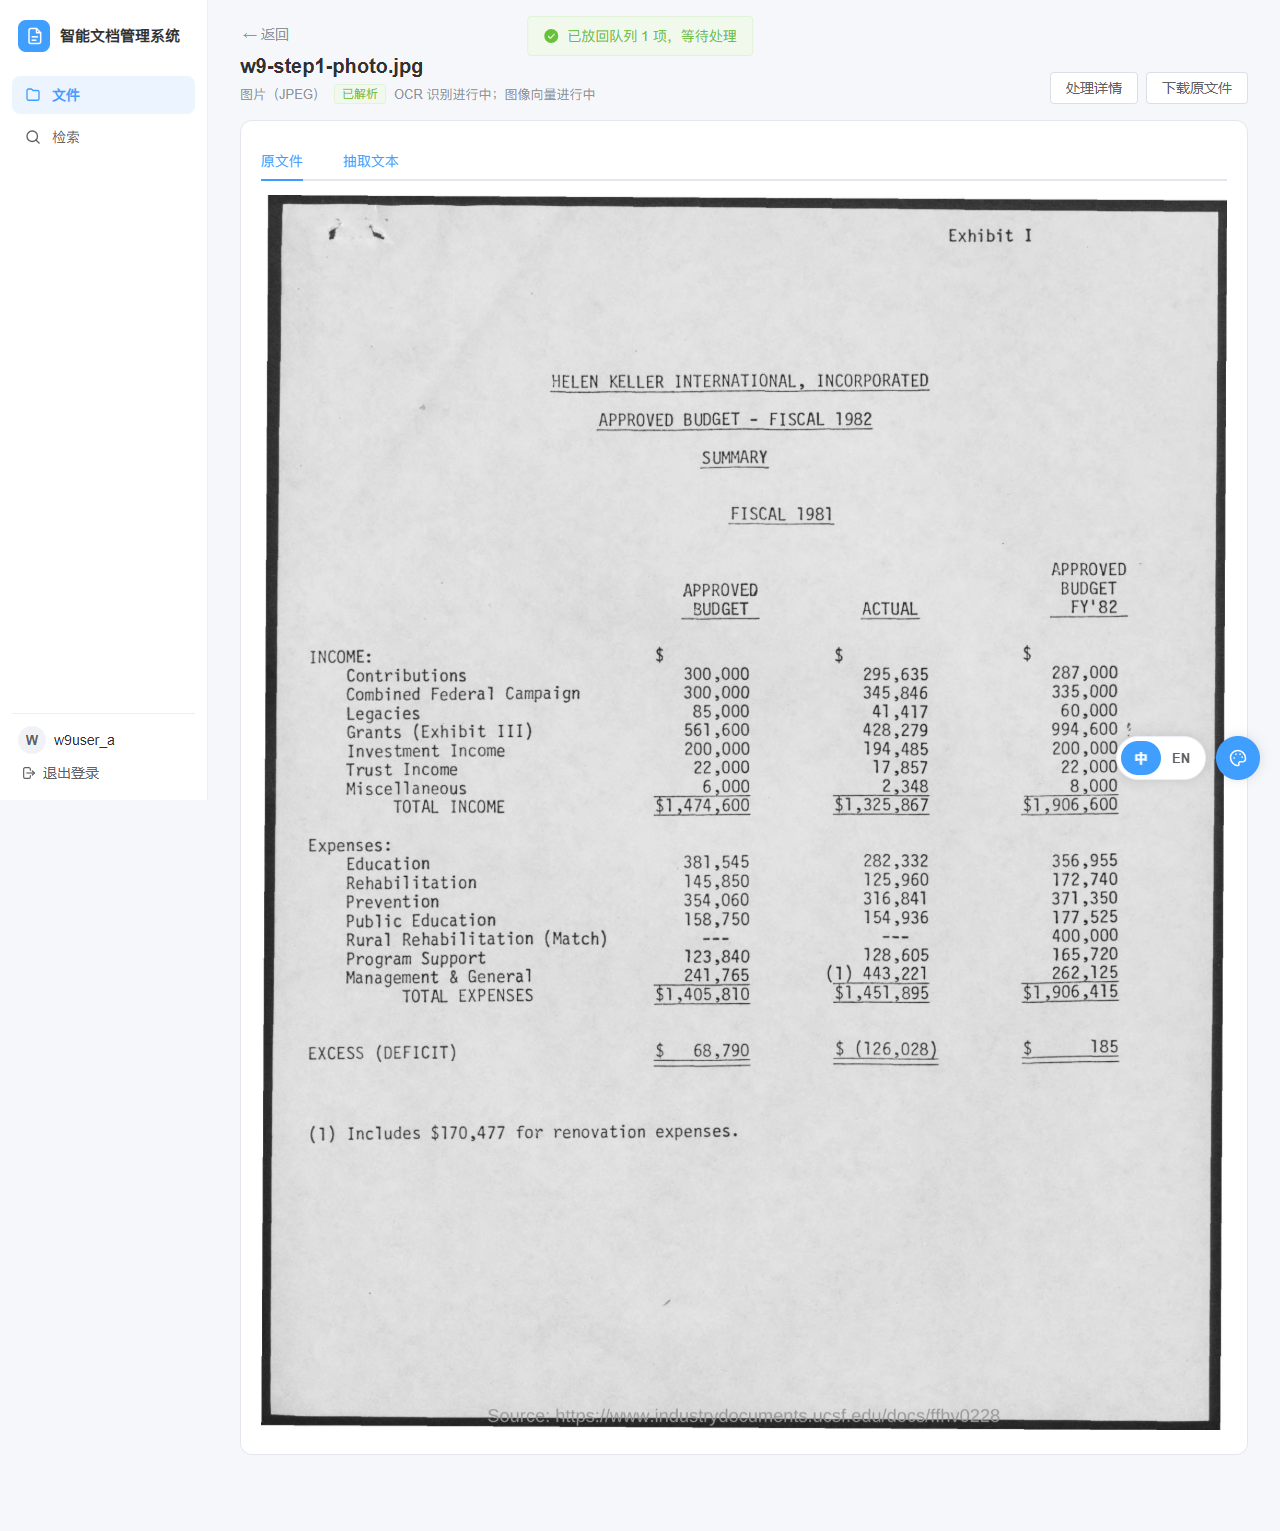 智能文档管理系统
文件
检索
W w9user_a
退出登录
← 返回
已放回队列 1 项，等待处理
w9-step1-photo.jpg
图片（JPEG） 已解析 OCR 识别进行中；图像向量进行中
处理详情 下载原文件
原文件 抽取文本
Exhibit I
HELEN KELLER INTERNATIONAL, INCORPORATED
APPROVED BUDGET - FISCAL 1982
SUMMARY
FISCAL 1981
APPROVED BUDGET ACTUAL APPROVED BUDGET FY'82
INCOME: $ $ $
Contributions 300,000 295,635 287,000
Combined Federal Campaign 300,000 345,846 335,000
Legacies 85,000 41,417 60,000
Grants (Exhibit III) 561,600 428,279 994,600
Investment Income 200,000 194,485 200,000
Trust Income 22,000 17,857 22,000
Miscellaneous 6,000 2,348 8,000
TOTAL INCOME $1,474,600 $1,325,867 $1,906,600
中 EN
Expenses:
Education 381,545 282,332 356,955
Rehabilitation 145,850 125,960 172,740
Prevention 354,060 316,841 371,350
Public Education 158,750 154,936 177,525
Rural Rehabilitation (Match) --- --- 400,000
Program Support 123,840 128,605 165,720
Management & General 241,765 (1) 443,221 262,125
TOTAL EXPENSES $1,405,810 $1,451,895 $1,906,415
EXCESS (DEFICIT) $ 68,790 $ (126,028) $ 185
(1) Includes $170,477 for renovation expenses.
Source: https://www.industrydocuments.ucsf.edu/docs/ffhv0228